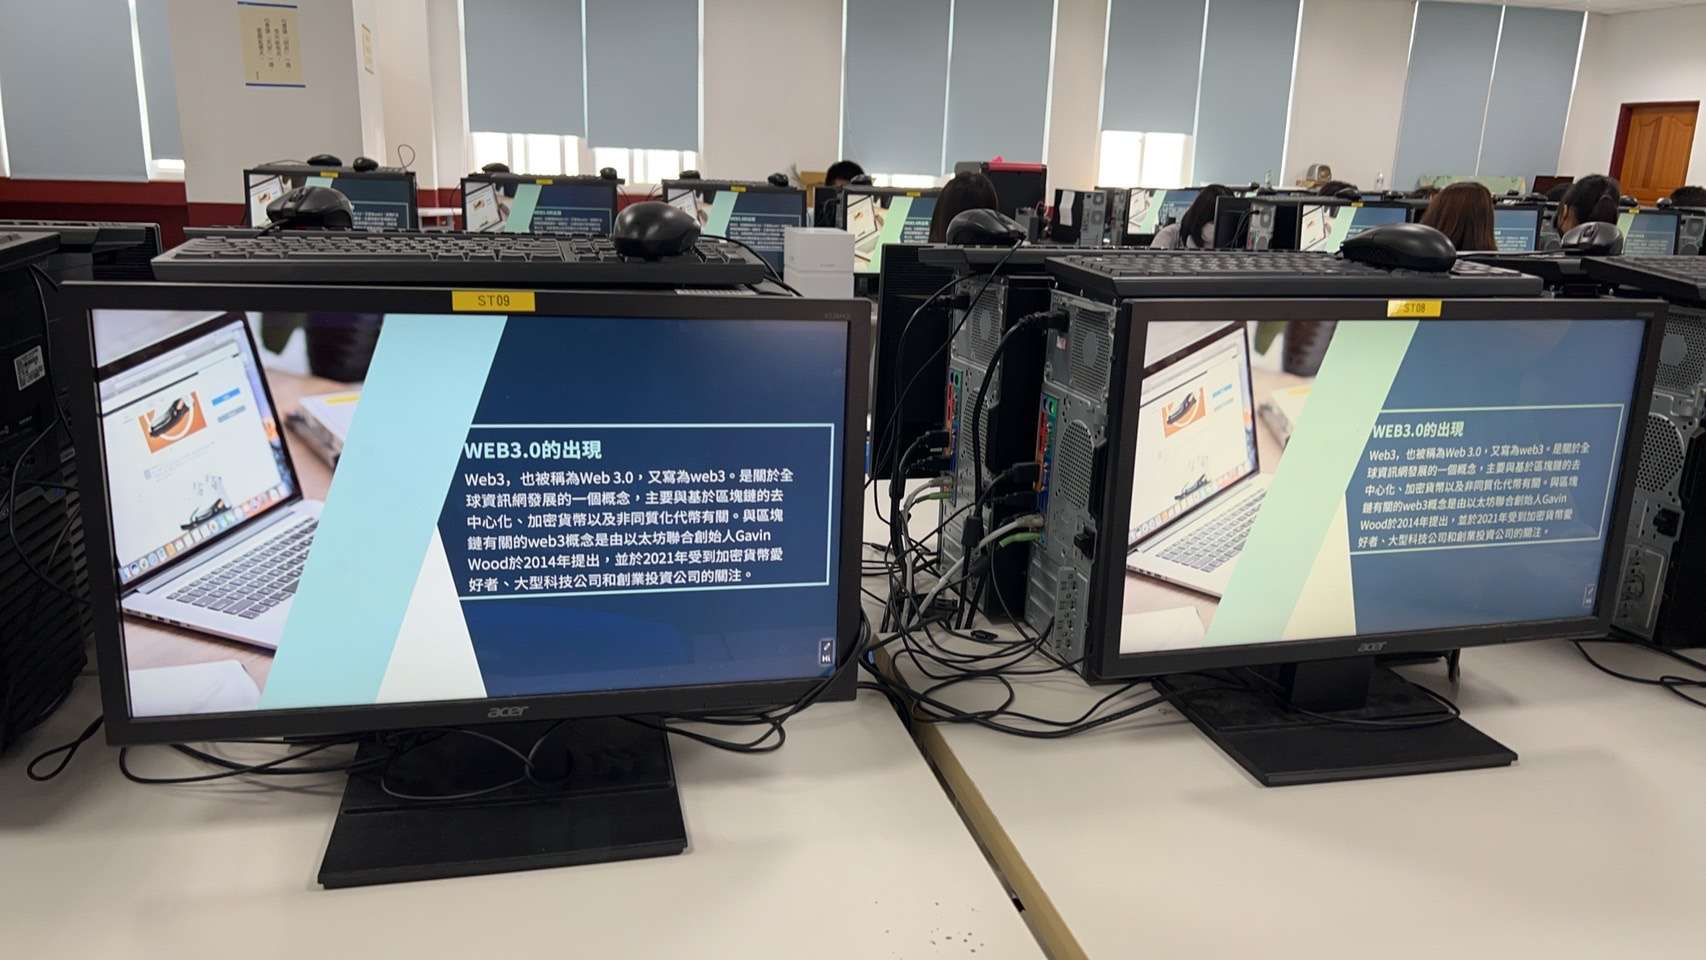 ST09
WEB3.0的出現
Web3，也被稱為Web 3.0，又寫為web3。是關於全
球資訊網發展的一個概念，主要與基於區塊鏈的去
中心化、加密貨幣以及非同質化代幣有關。與區塊
鏈有關的web3概念是由以太坊聯合創始人Gavin
Wood於2014年提出，並於2021年受到加密貨幣愛
好者、大型科技公司和創業投資公司的關注。
Hi
acer
ST08
WEB3.0的出現
Web3，也被稱為Web 3.0，又寫為web3。是關於全
球資訊網發展的一個概念，主要與基於區塊鏈的去
中心化、加密貨幣以及非同質化代幣有關。與區塊
鏈有關的web3概念是由以太坊聯合創始人Gavin
Wood於2014年提出，並於2021年受到加密貨幣愛
好者、大型科技公司和創業投資公司的關注。
acer